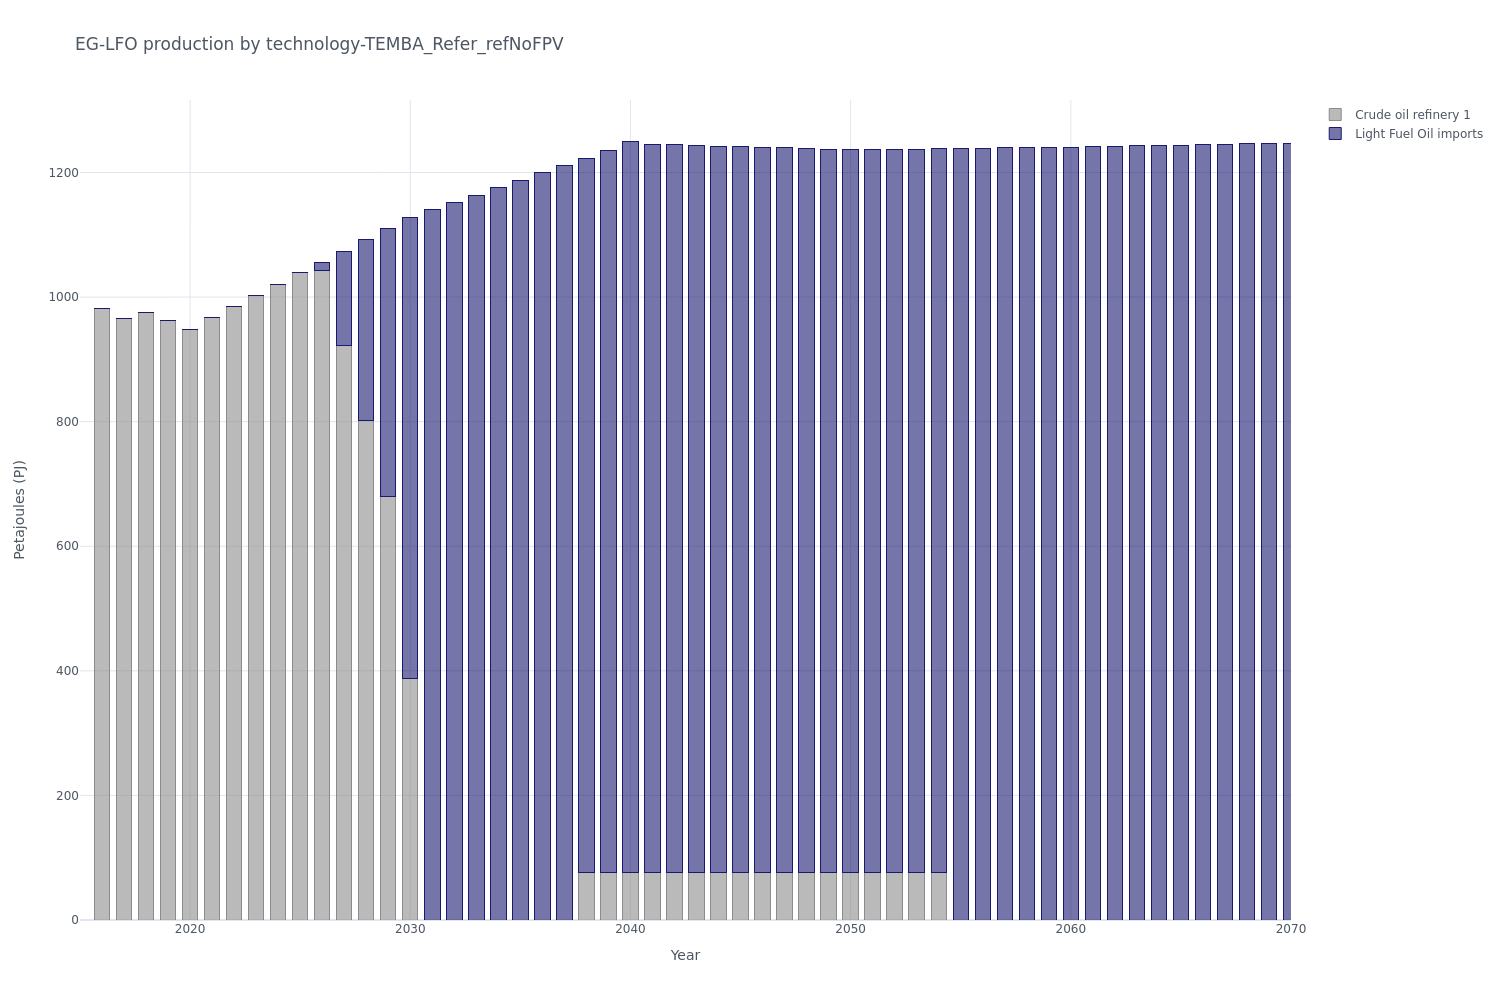 EG-LFO production by technology-TEMBA_Refer_refNoFPV
Crude oil refinery 1
Light Fuel Oil imports
1200
1000
800
600
400
200
0
Petajoules (PJ)
2020
2030
2040
2050
2060
2070
Year